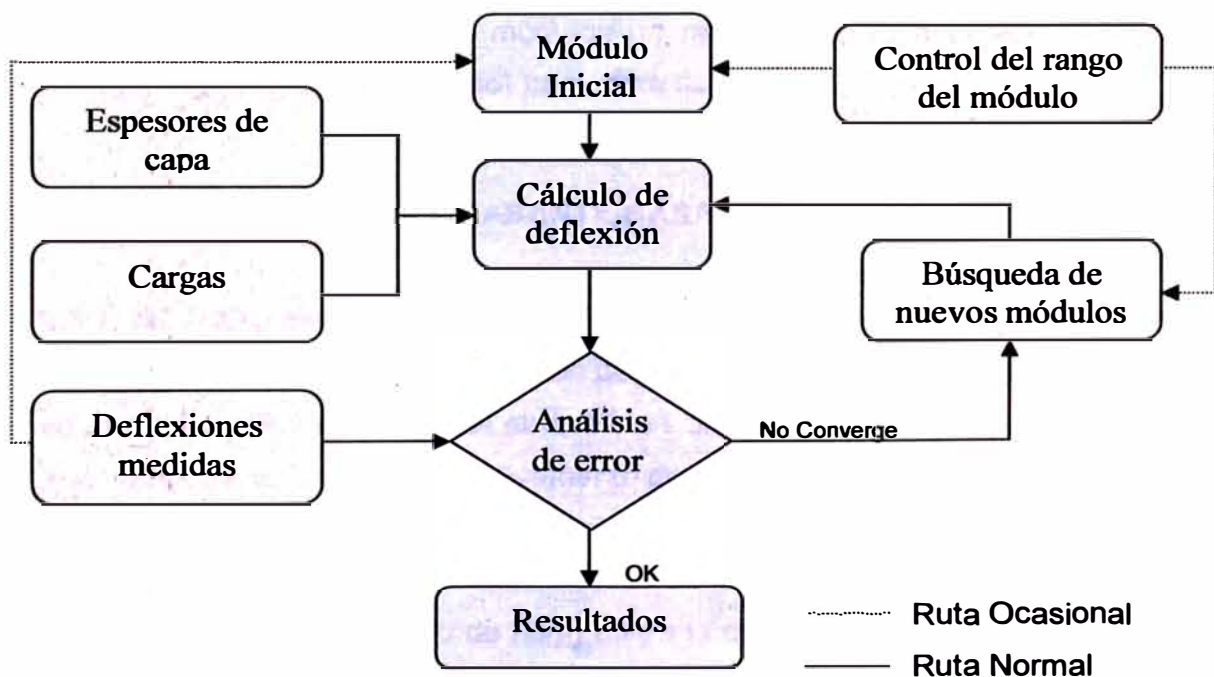 Módulo
Inicial
Control del rango
del módulo
Espesores de
capa
Cálculo de
deflexión
Cargas
Búsqueda de
nuevos módulos
Deflexiones
medidas
Análisis
de error
No Converge
OK
Resultados
Ruta Ocasional
Ruta Normal